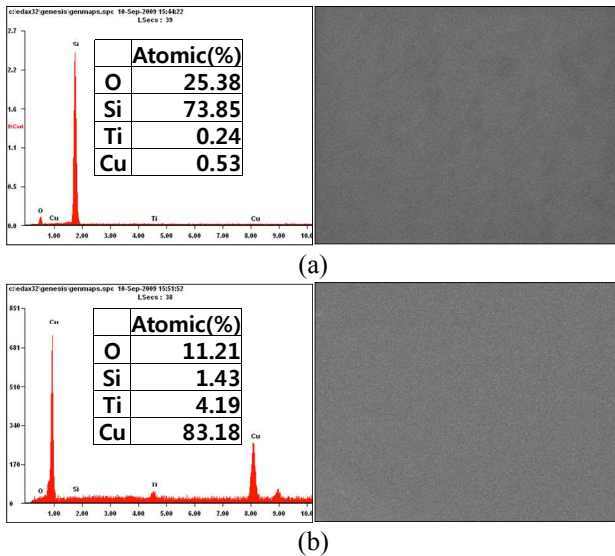 c:\edax32\genesis\genmaps.spc 10-Sep-2009 15:44:22
LSecs : 39
2.7
2.2
1.6
KCnt
1.1
0.5
0.0
Si
O
Cu
Ti
Cu
1.00 2.00 3.00 4.00 5.00 6.00 7.00 8.00 9.00 10.0
Atomic(%)
O 25.38
Si 73.85
Ti 0.24
Cu 0.53
(a)
c:\edax32\genesis\genmaps.spc 10-Sep-2009 15:51:52
LSecs : 38
851
681
510
340
170
0
Cu
O
Si
Ti
Cu
1.00 2.00 3.00 4.00 5.00 6.00 7.00 8.00 9.00 10.0
Atomic(%)
O 11.21
Si 1.43
Ti 4.19
Cu 83.18
(b)